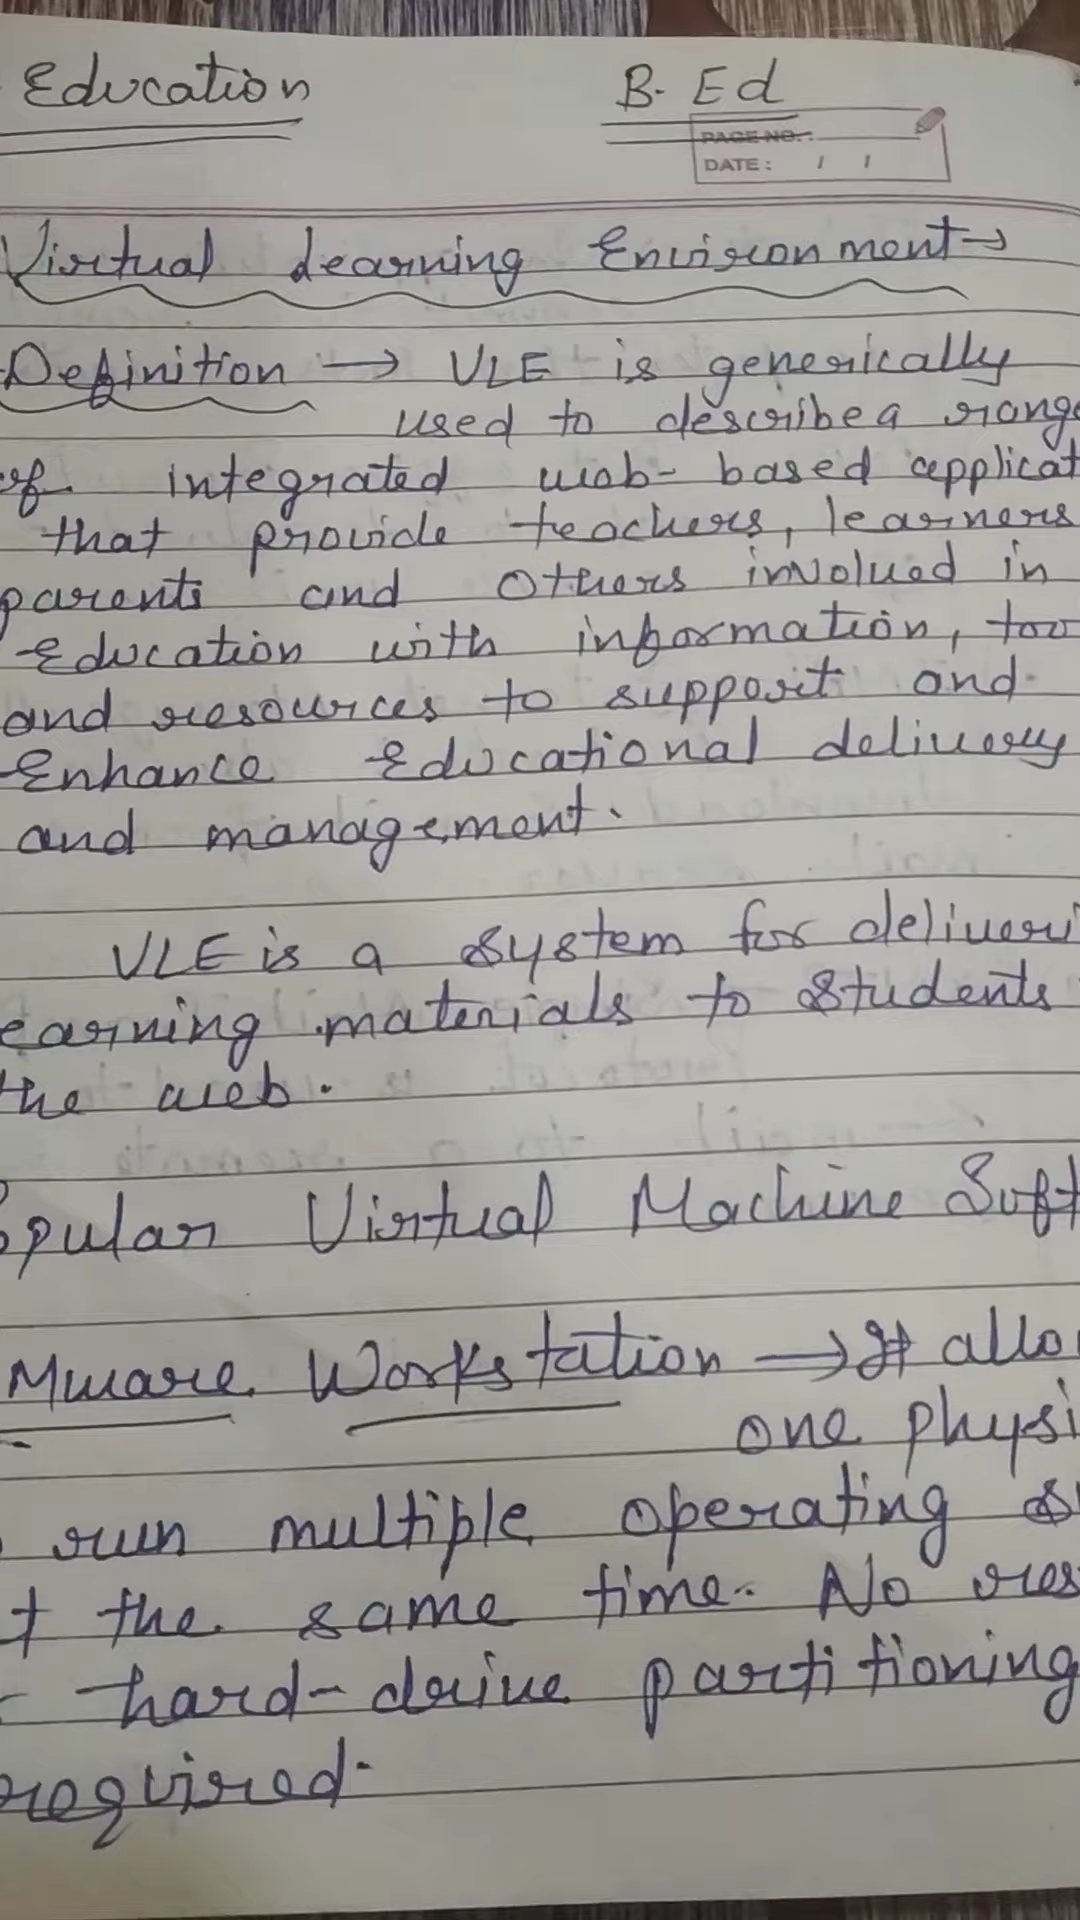 Education B. Ed
PAGE NO.:
DATE: / /
Virtual Learning Environment →
Definition → VLE is generically
used to describe a rang
of integrated web-based applicat
that provide teachers, learners
parents and others involved in
Education with information, too
and resources to support and
Enhance Educational delivery
and management.
VLE is a system for deliveri
earning materials to students
the web.
opular Virtual Machine Soft
Mware Workstation → It allo
one physi
run multiple operating s
t the same time. No res
hard-drive partitioning
required.